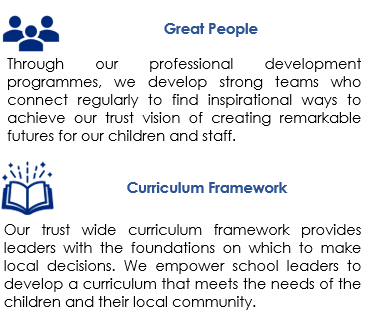 Great People
Through our professional development
programmes, we develop strong teams who
connect regularly to find inspirational ways to
achieve our trust vision of creating remarkable
futures for our children and staff.
Curriculum Framework
Our trust wide curriculum framework provides
leaders with the foundations on which to make
local decisions. We empower school leaders to
develop a curriculum that meets the needs of the
children and their local community.